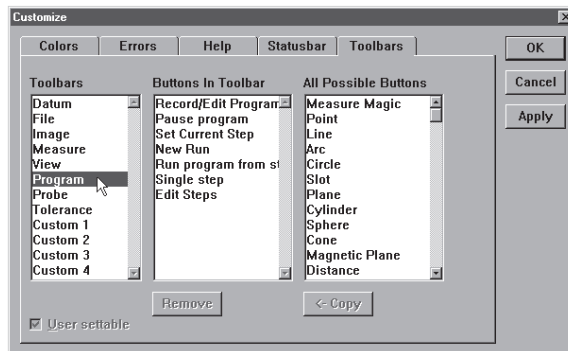 Customize
Colors Errors Help Statusbar Toolbars
OK
Cancel
Apply
Toolbars
Datum
File
Image
Measure
View
Program
Probe
Tolerance
Custom 1
Custom 2
Custom 3
Custom 4
Buttons In Toolbar
Record/Edit Program
Pause program
Set Current Step
New Run
Run program from st
Single step
Edit Steps
All Possible Buttons
Measure Magic
Point
Line
Arc
Circle
Slot
Plane
Cylinder
Sphere
Cone
Magnetic Plane
Distance
Remove
<- Copy
User settable